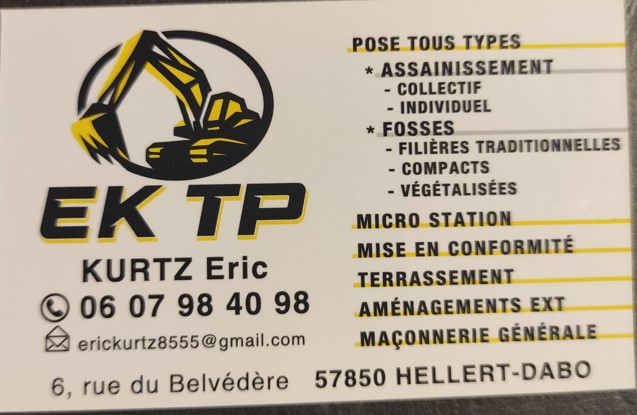 EK TP
KURTZ Eric
06 07 98 40 98
erickurtz8555@gmail.com
6, rue du Belvédère 57850 HELLERT-DABO
POSE TOUS TYPES
* ASSAINISSEMENT
- COLLECTIF
- INDIVIDUEL
* FOSSES
- FILIÈRES TRADITIONNELLES
- COMPACTS
- VÉGÉTALISÉES
MICRO STATION
MISE EN CONFORMITÉ
TERRASSEMENT
AMÉNAGEMENTS EXT
MAÇONNERIE GÉNÉRALE